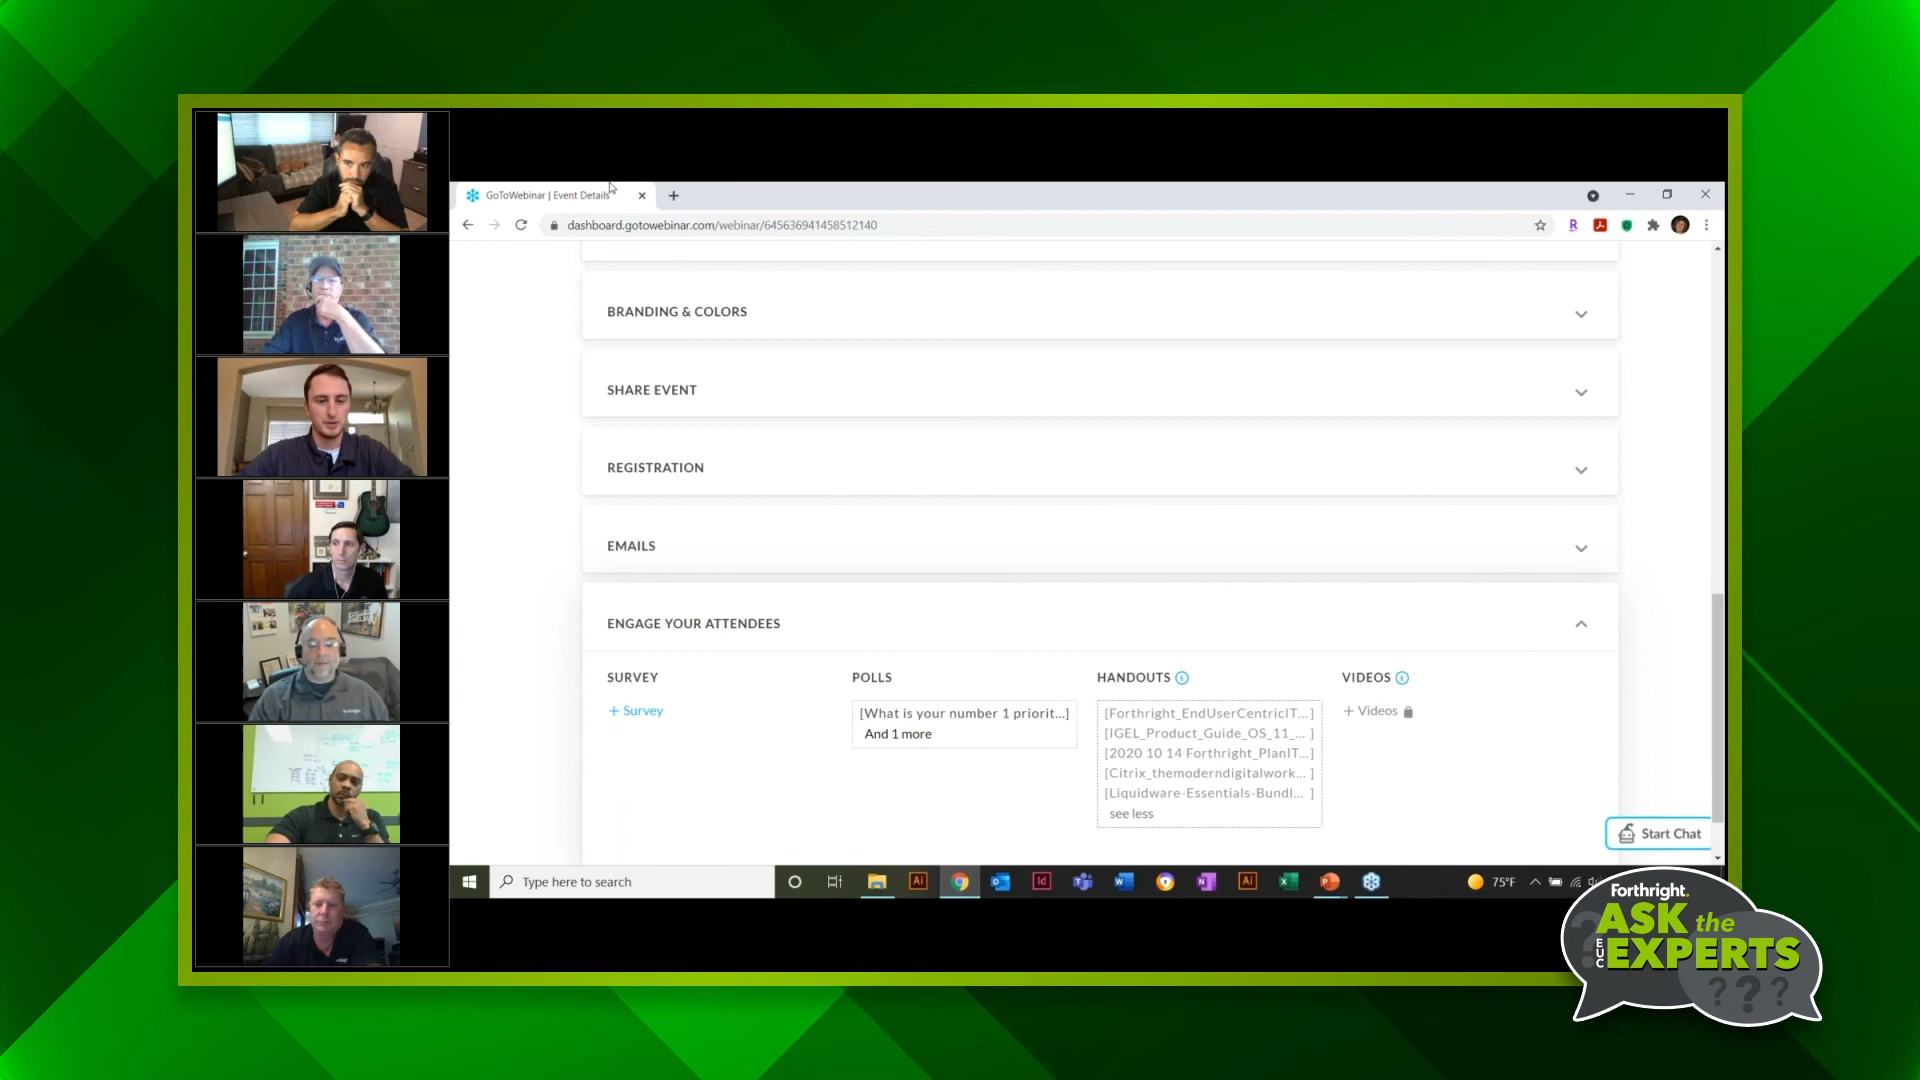 GoToWebinar | Event Details
dashboard.gotowebinar.com/webinar/645636941458512140
BRANDING & COLORS
SHARE EVENT
REGISTRATION
EMAILS
ENGAGE YOUR ATTENDEES
SURVEY
+ Survey
POLLS
[What is your number 1 priorit...]
And 1 more
HANDOUTS
[Forthright_EndUserCentricIT...]
[IGEL_Product_Guide_OS_11_... ]
[2020 10 14 Forthright_PlanIT...]
[Citrix_themoderndigitalwork... ]
[Liquidware-Essentials-Bundl... ]
see less
VIDEOS
+ Videos
Start Chat
Type here to search
75°F
Forthright.
ASK the
EUC EXPERTS
? ? ?